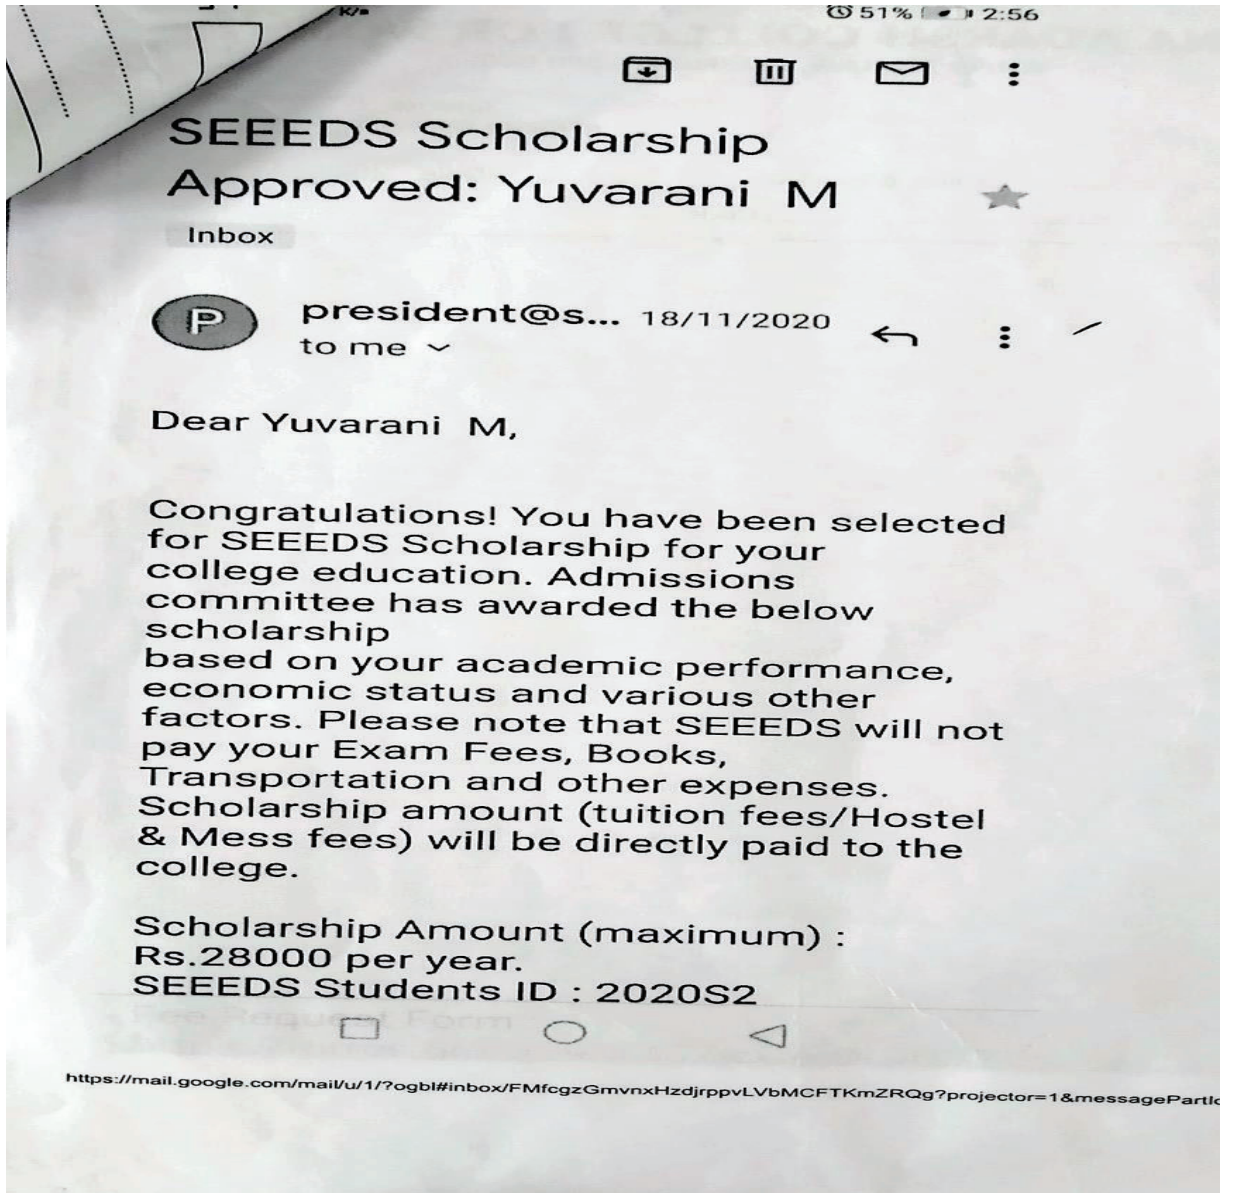 51% 2:56
SEEEDS Scholarship
Approved: Yuvarani M
Inbox
P
president@s... 18/11/2020
to me
Dear Yuvarani M,
Congratulations! You have been selected
for SEEEDS Scholarship for your
college education. Admissions
committee has awarded the below
scholarship
based on your academic performance,
economic status and various other
factors. Please note that SEEEDS will not
pay your Exam Fees, Books,
Transportation and other expenses.
Scholarship amount (tuition fees/Hostel
& Mess fees) will be directly paid to the
college.
Scholarship Amount (maximum) :
Rs.28000 per year.
SEEEDS Students ID : 2020S2
Fee Request Form
https://mail.google.com/mail/u/1/?ogbl#inbox/FMfcgzGmvnxHzdjrppvLVbMCFTKmZRQg?projector=1&messagePartId